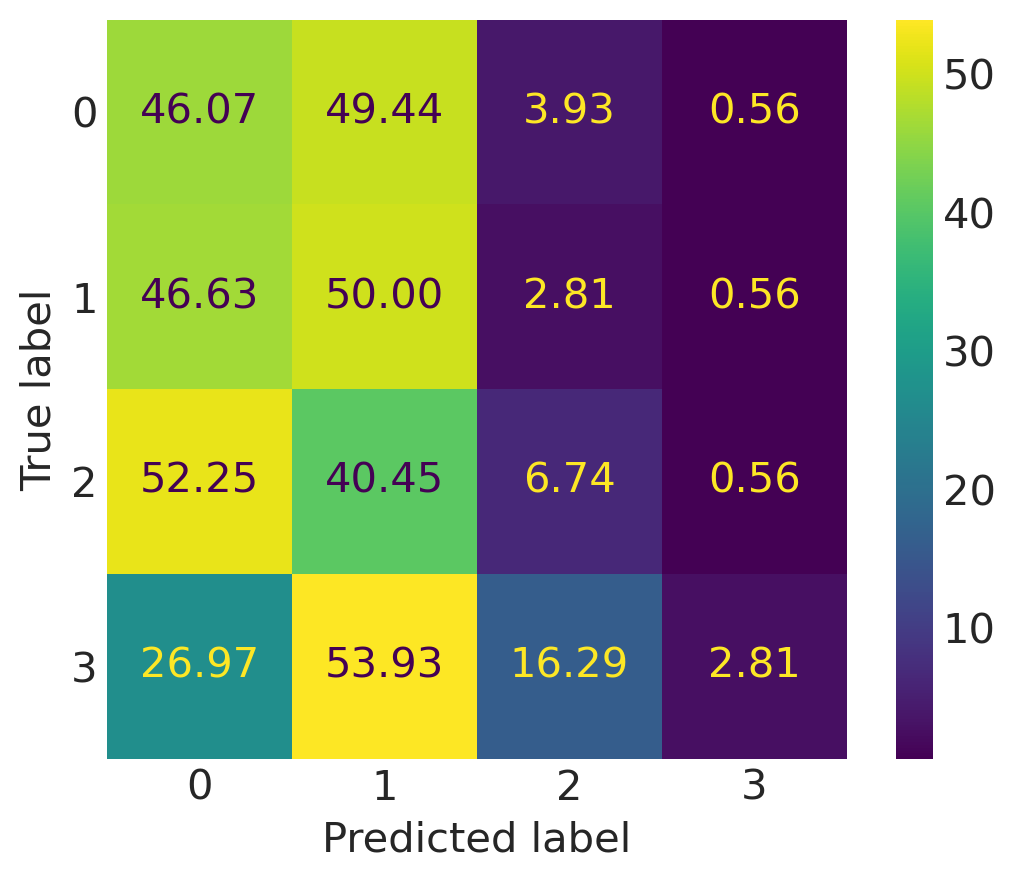 0 46.07 49.44 3.93 0.56
1 46.63 50.00 2.81 0.56
2 52.25 40.45 6.74 0.56
3 26.97 53.93 16.29 2.81
0 1 2 3
Predicted label
True label
50
40
30
20
10